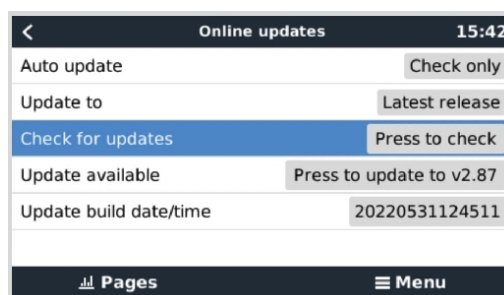 Online updates 15:42
Auto update Check only
Update to Latest release
Check for updates Press to check
Update available Press to update to v2.87
Update build date/time 20220531124511
Pages Menu